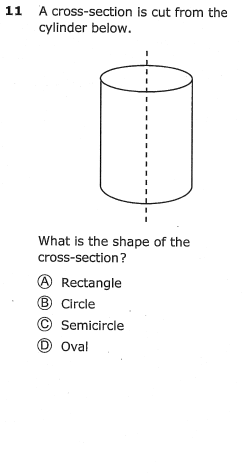 11 A cross-section is cut from the
cylinder below.
What is the shape of the
cross-section?
Ⓐ Rectangle
Ⓑ Circle
Ⓒ Semicircle
Ⓓ Oval